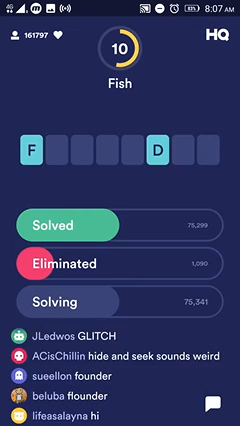 4G
83%
8:07 AM
161797
10
HQ
Fish
F D
Solved 75,299
Eliminated 1,090
Solving 75,341
JLedwos GLITCH
ACisChillin hide and seek sounds weird
sueellon founder
beluba flounder
lifeasalayna hi